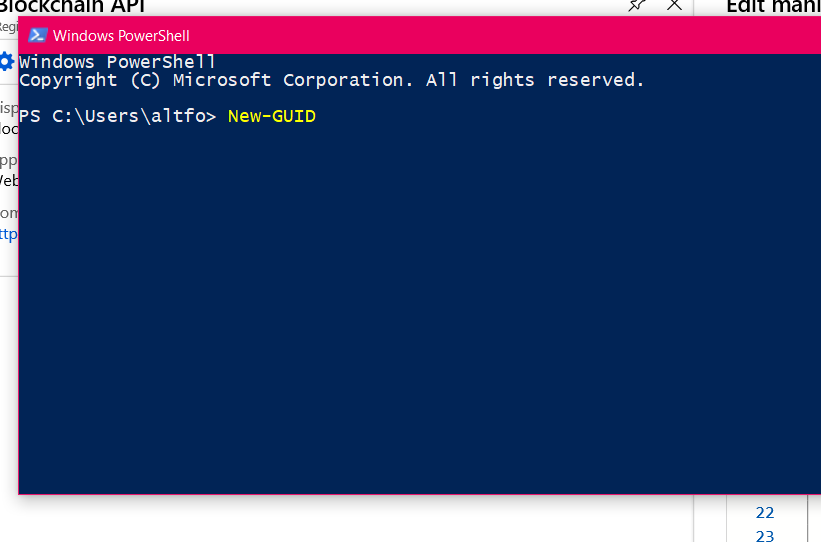 Blockchain API
Edit
Windows PowerShell
Windows PowerShell
Copyright (C) Microsoft Corporation. All rights reserved.
PS C:\Users\altfo> New-GUID
22
23